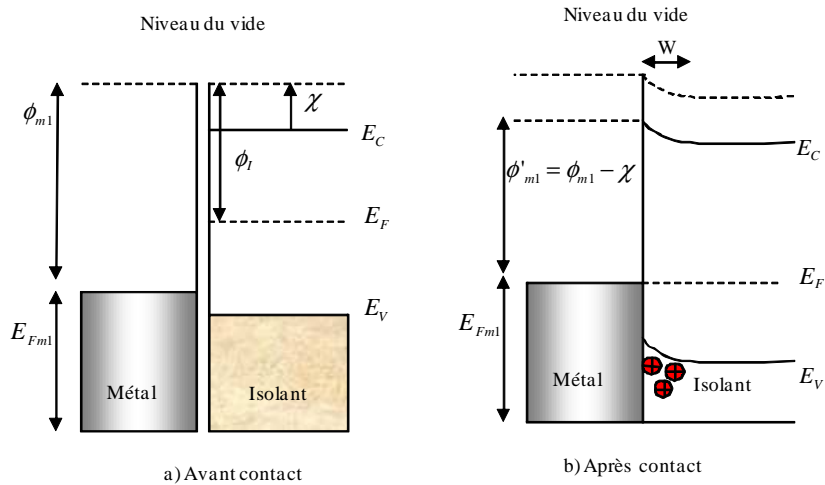 Niveau du vide
ϕm1
χ
EC
ϕI
EF
EV
EFm1
Métal
Isolant
a) Avant contact
Niveau du vide
W
EC
ϕ'm1 = ϕm1 − χ
EF
EFm1
EV
Métal
Isolant
b) Après contact